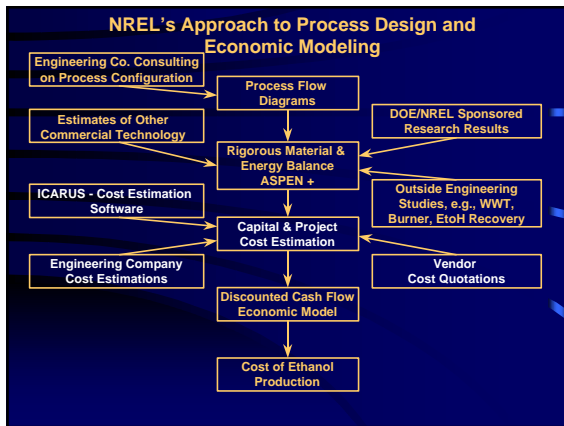 NREL's Approach to Process Design and
Economic Modeling
Engineering Co. Consulting
on Process Configuration
Process Flow
Diagrams
Estimates of Other
Commercial Technology
DOE/NREL Sponsored
Research Results
Rigorous Material &
Energy Balance
ASPEN +
ICARUS - Cost Estimation
Software
Outside Engineering
Studies, e.g., WWT,
Burner, EtoH Recovery
Capital & Project
Cost Estimation
Engineering Company
Cost Estimations
Vendor
Cost Quotations
Discounted Cash Flow
Economic Model
Cost of Ethanol
Production